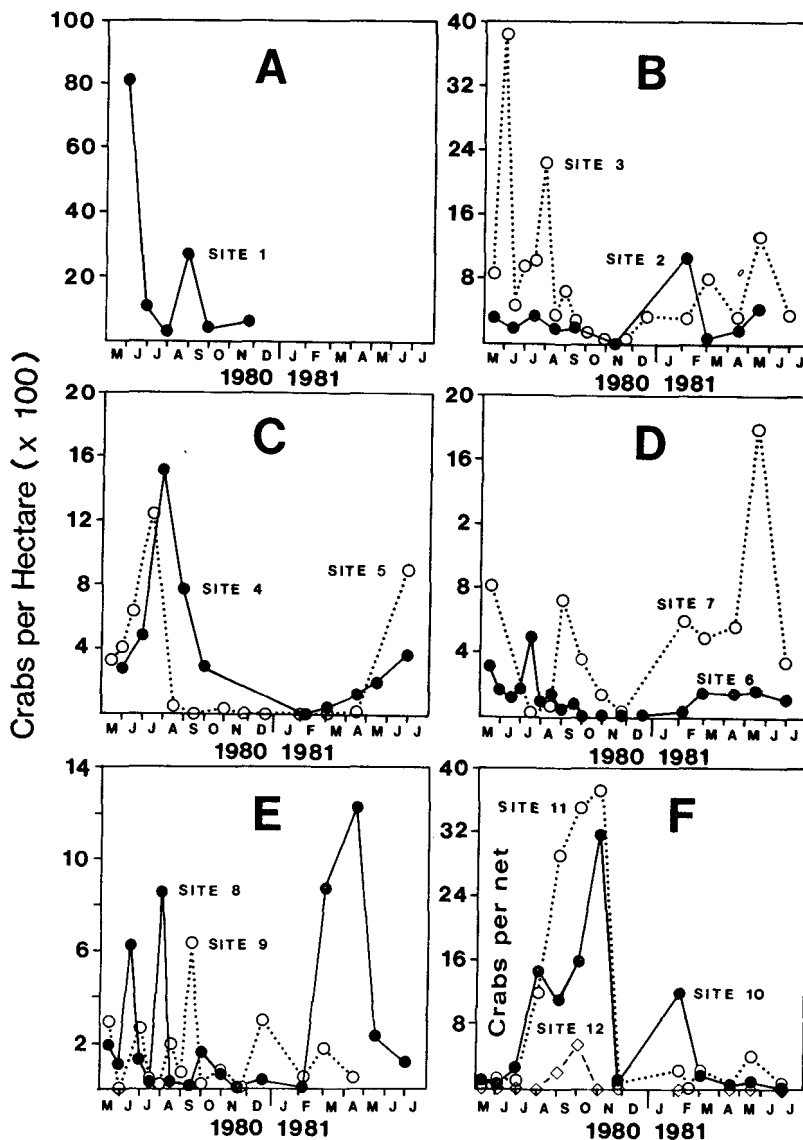 Crabs per Hectare ( x 100)
A
100
80
60
40
20
SITE 1
M J J A S O N D J F M A M J J
1980 1981
B
40
32
24
16
8
SITE 3
SITE 2
M J J A S O N D J F M A M J J
1980 1981
C
20
16
12
8
4
SITE 4
SITE 5
M J J A S O N D J F M A M J J
1980 1981
D
20
16
2
8
4
SITE 7
SITE 6
M J J A S O N D J F M A M J J
1980 1981
E
14
10
8
6
4
2
SITE 8
SITE 9
M J J A S O N D J F M A M J J
1980 1981
F
Crabs per net
40
32
24
16
8
SITE 11
SITE 10
SITE 12
M J J A S O N D J F M A M J J
1980 1981